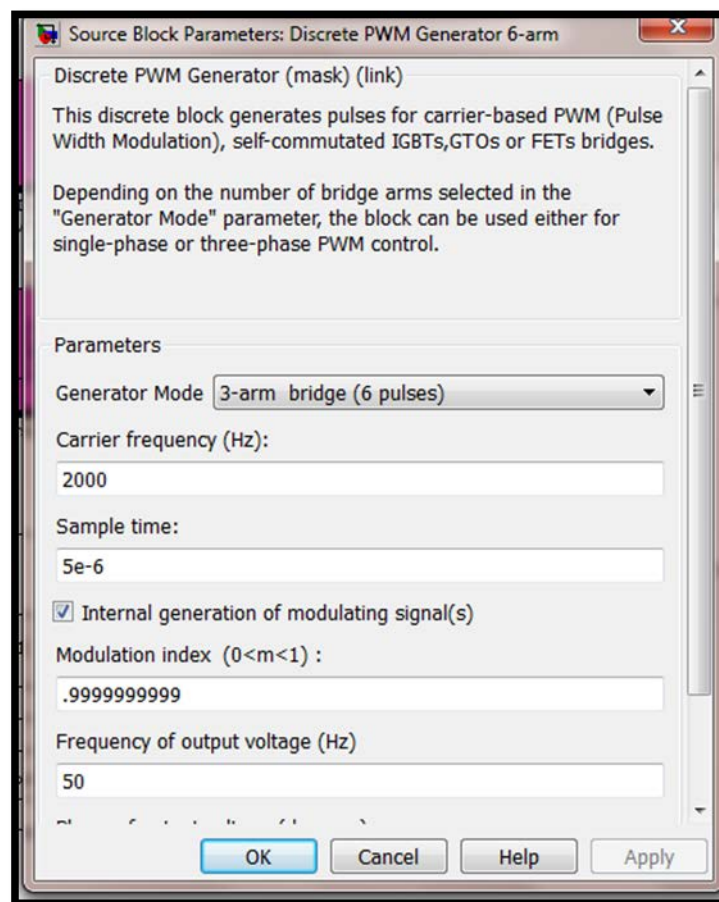 Source Block Parameters: Discrete PWM Generator 6-arm
Discrete PWM Generator (mask) (link)
This discrete block generates pulses for carrier-based PWM (Pulse
Width Modulation), self-commutated IGBTs,GTOs or FETs bridges.
Depending on the number of bridge arms selected in the
"Generator Mode" parameter, the block can be used either for
single-phase or three-phase PWM control.
Parameters
Generator Mode 3-arm bridge (6 pulses)
Carrier frequency (Hz):
2000
Sample time:
5e-6
Internal generation of modulating signal(s)
Modulation index (0<m<1) :
.9999999999
Frequency of output voltage (Hz)
50
OK Cancel Help Apply